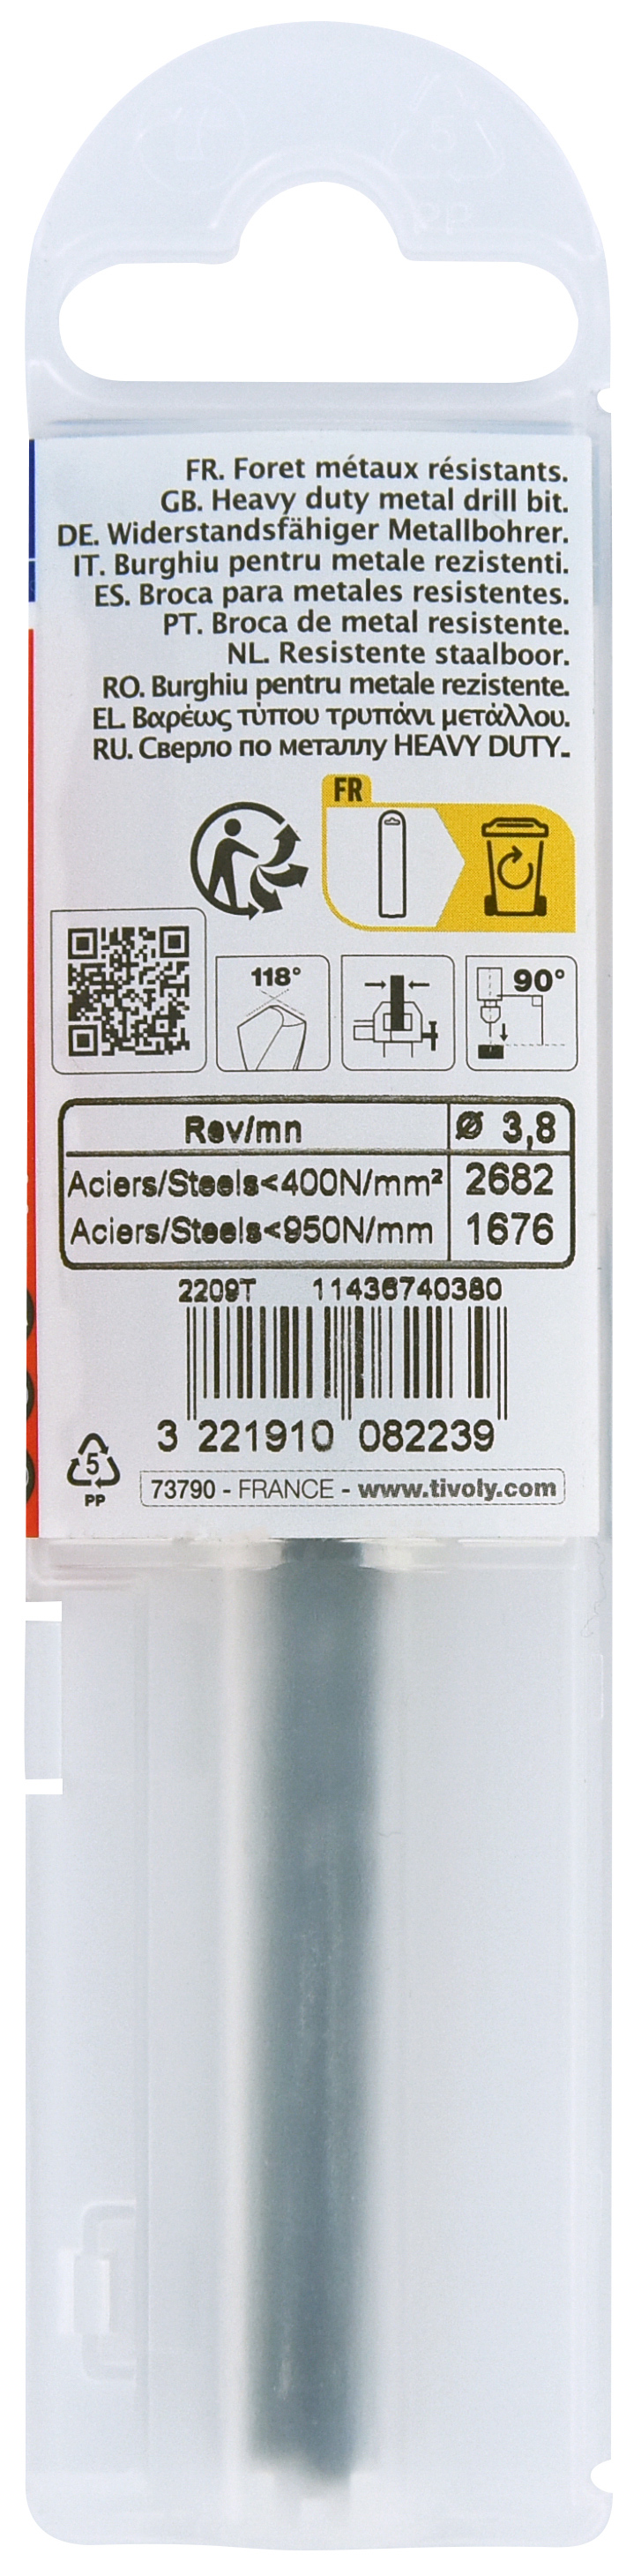 5
PP
FR. Foret métaux résistants.
GB. Heavy duty metal drill bit.
DE. Widerstandsfähiger Metallbohrer.
IT. Burghiu pentru metale rezistenti.
ES. Broca para metales resistentes.
PT. Broca de metal resistente.
NL. Resistente staalboor.
RO. Burghiu pentru metale rezistente.
EL. Βαρέως τύπου τρυπάνι μετάλλου.
RU. Сверло по металлу HEAVY DUTY.
FR
118°
90°
Rev/mn Ø 3,8
Aciers/Steels<400N/mm² 2682
Aciers/Steels<950N/mm 1676
2209T 11436740380
3 221910 082239
5
PP
73790 - FRANCE - www.tivoly.com